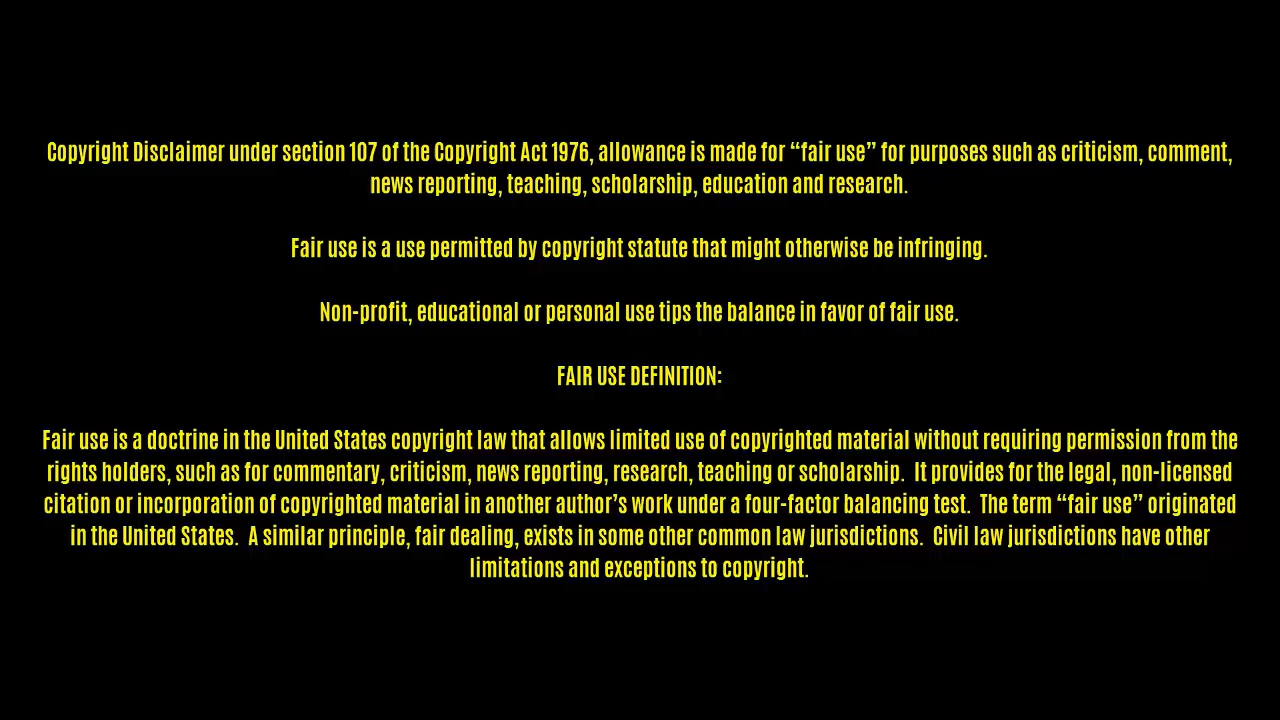 Copyright Disclaimer under section 107 of the Copyright Act 1976, allowance is made for “fair use” for purposes such as criticism, comment,
news reporting, teaching, scholarship, education and research.
Fair use is a use permitted by copyright statute that might otherwise be infringing.
Non-profit, educational or personal use tips the balance in favor of fair use.
FAIR USE DEFINITION:
Fair use is a doctrine in the United States copyright law that allows limited use of copyrighted material without requiring permission from the
rights holders, such as for commentary, criticism, news reporting, research, teaching or scholarship.  It provides for the legal, non-licensed
citation or incorporation of copyrighted material in another author’s work under a four-factor balancing test.  The term “fair use” originated
in the United States.  A similar principle, fair dealing, exists in some other common law jurisdictions.  Civil law jurisdictions have other
limitations and exceptions to copyright.